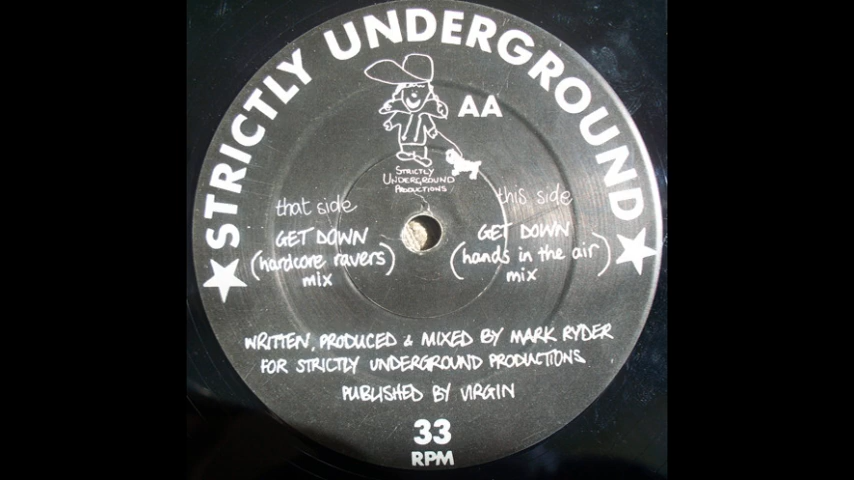 STRICTLY UNDERGROUND
AA
STRICTLY
UNDERGROUND
PRODUCTIONS
that side
GET DOWN
(hardcore ravers)
mix
this side
GET DOWN
(hands in the air)
mix
WRITTEN, PRODUCED & MIXED BY MARK RYDER
FOR STRICTLY UNDERGROUND PRODUCTIONS
PUBLISHED BY VIRGIN
33
RPM